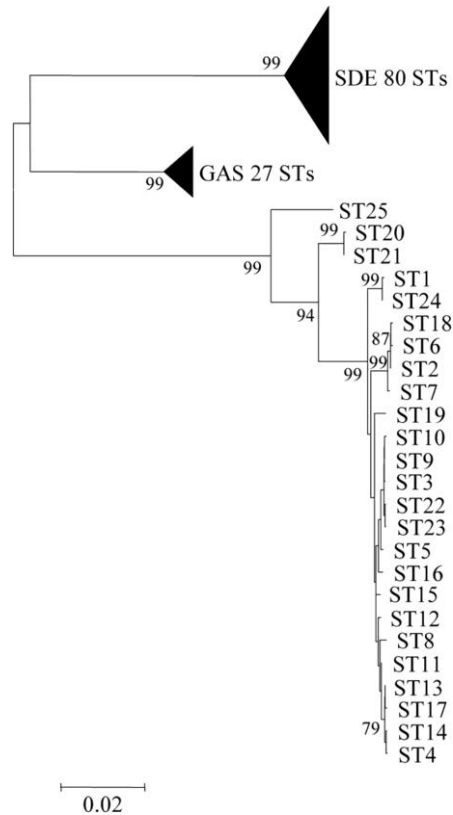 99
SDE 80 STs
99
GAS 27 STs
ST25
99
ST20
99
ST21
99
ST1
94
ST24
ST18
87
ST6
99
99
ST2
ST7
ST19
ST10
ST9
ST3
ST22
ST23
ST5
ST16
ST15
ST12
ST8
ST11
ST13
ST17
79
ST14
ST4
0.02